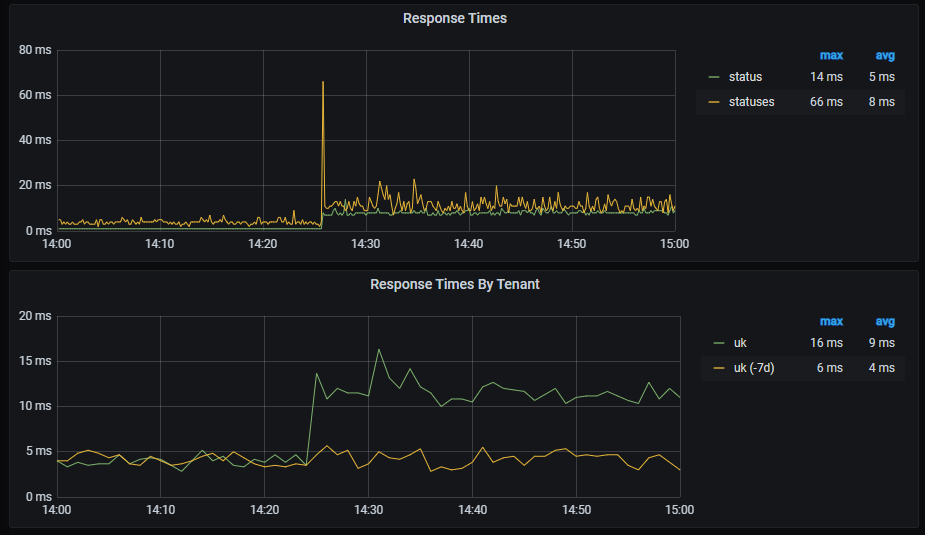 Response Times
80 ms
60 ms
40 ms
20 ms
0 ms
14:00 14:10 14:20 14:30 14:40 14:50 15:00
max avg
status 14 ms 5 ms
statuses 66 ms 8 ms
Response Times By Tenant
20 ms
15 ms
10 ms
5 ms
0 ms
14:00 14:10 14:20 14:30 14:40 14:50 15:00
max avg
uk 16 ms 9 ms
uk (-7d) 6 ms 4 ms